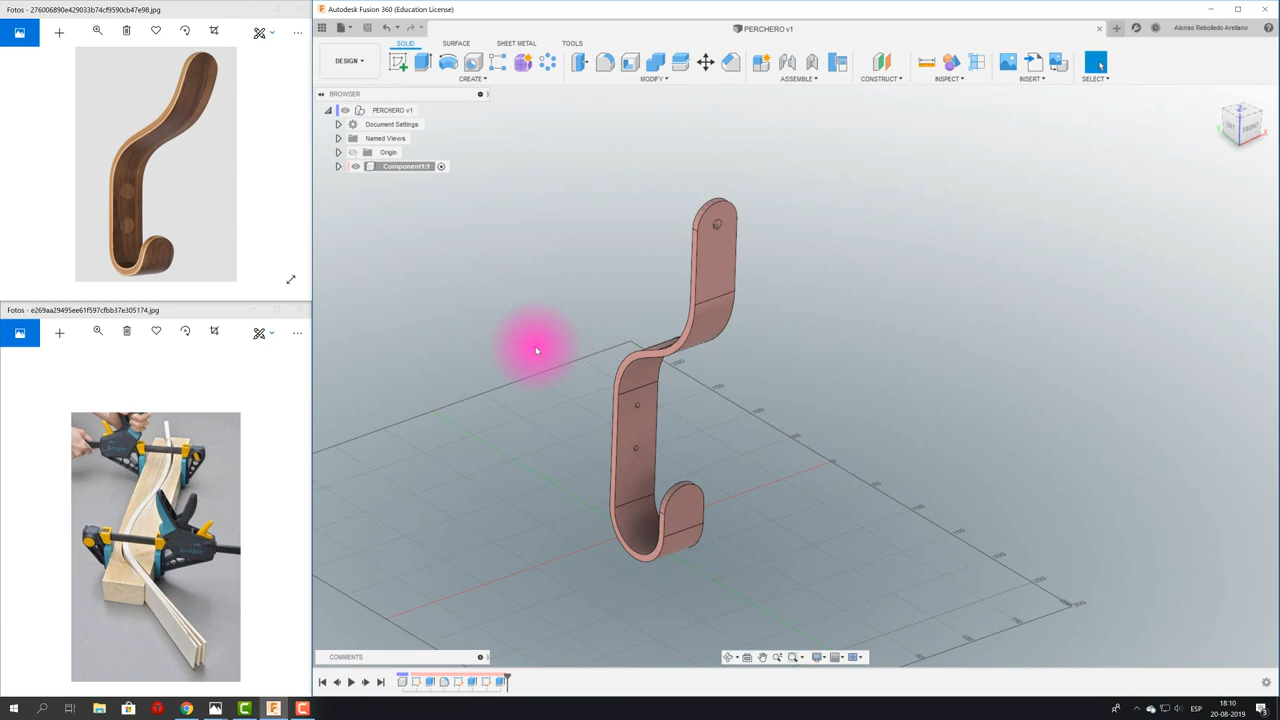 Fotos - 276006890e429033b74cf9590cb47e98.jpg
Autodesk Fusion 360 (Education License)
PERCHERO v1
Alonso Rebolledo Arellano
DESIGN
SOLID
SURFACE
SHEET METAL
TOOLS
CREATE
MODIFY
ASSEMBLE
CONSTRUCT
INSPECT
INSERT
SELECT
BROWSER
PERCHERO v1
Document Settings
Named Views
Origin
Component1:1
LEFT
FRONT
Fotos - e269aa29495ee61f597cfbb37e305174.jpg
COMMENTS
ESP
18:10
20-08-2019